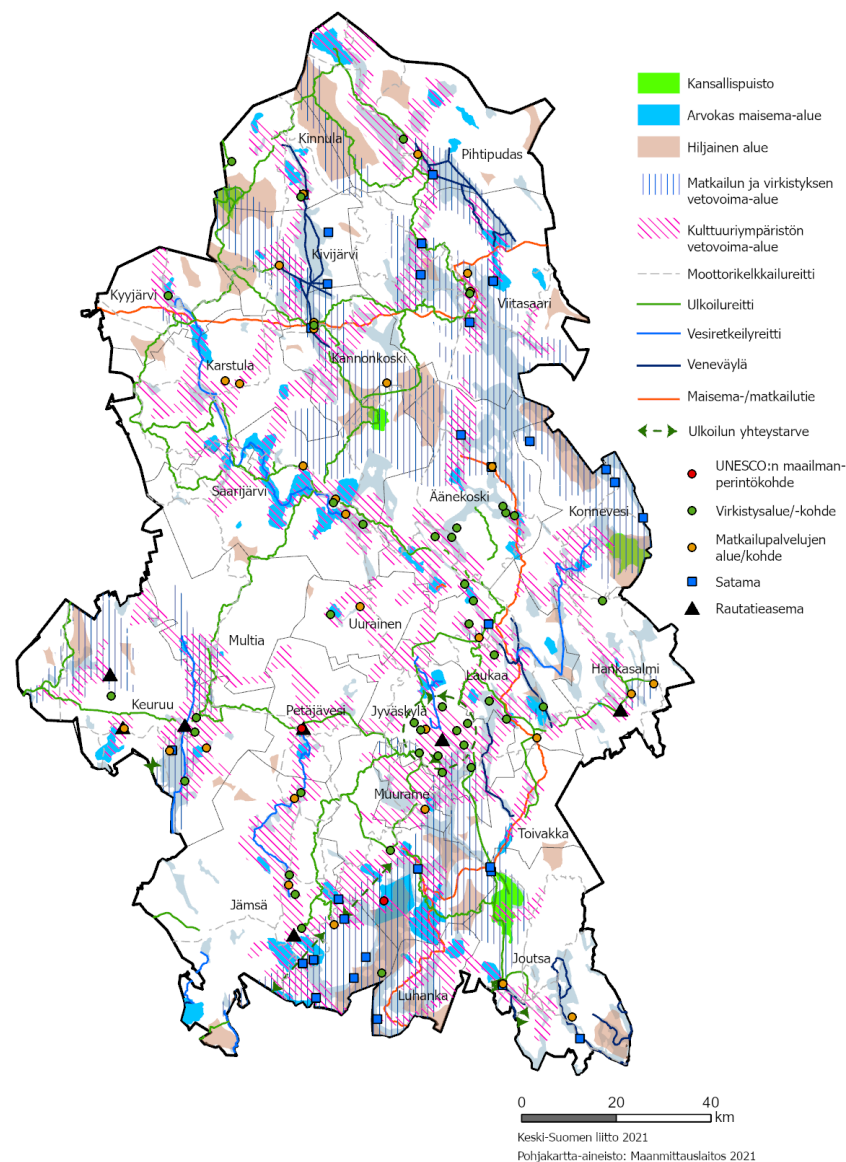 Kinnula
Pihtipudas
Kivijärvi
Kyyjärvi
Viitasaari
Kannonkoski
Karstula
Saarijärvi
Äänekoski
Konnevesi
Uurainen
Multia
Laukaa
Hankasalmi
Keuruu
Petäjävesi
Jyväskylä
Muurame
Toivakka
Jämsä
Joutsa
Luhanka
Kansallispuisto
Arvokas maisema-alue
Hiljainen alue
Matkailun ja virkistyksen
vetovoima-alue
Kulttuuriympäristön
vetovoima-alue
Moottorikelkkailureitti
Ulkoilureitti
Vesiretkeilyreitti
Veneväylä
Maisema-/matkailutie
Ulkoilun yhteystarve
UNESCO:n maailman-
perintökohde
Virkistysalue/-kohde
Matkailupalvelujen
alue/kohde
Satama
Rautatieasema
0 20 40
km
Keski-Suomen liitto 2021
Pohjakartta-aineisto: Maanmittauslaitos 2021